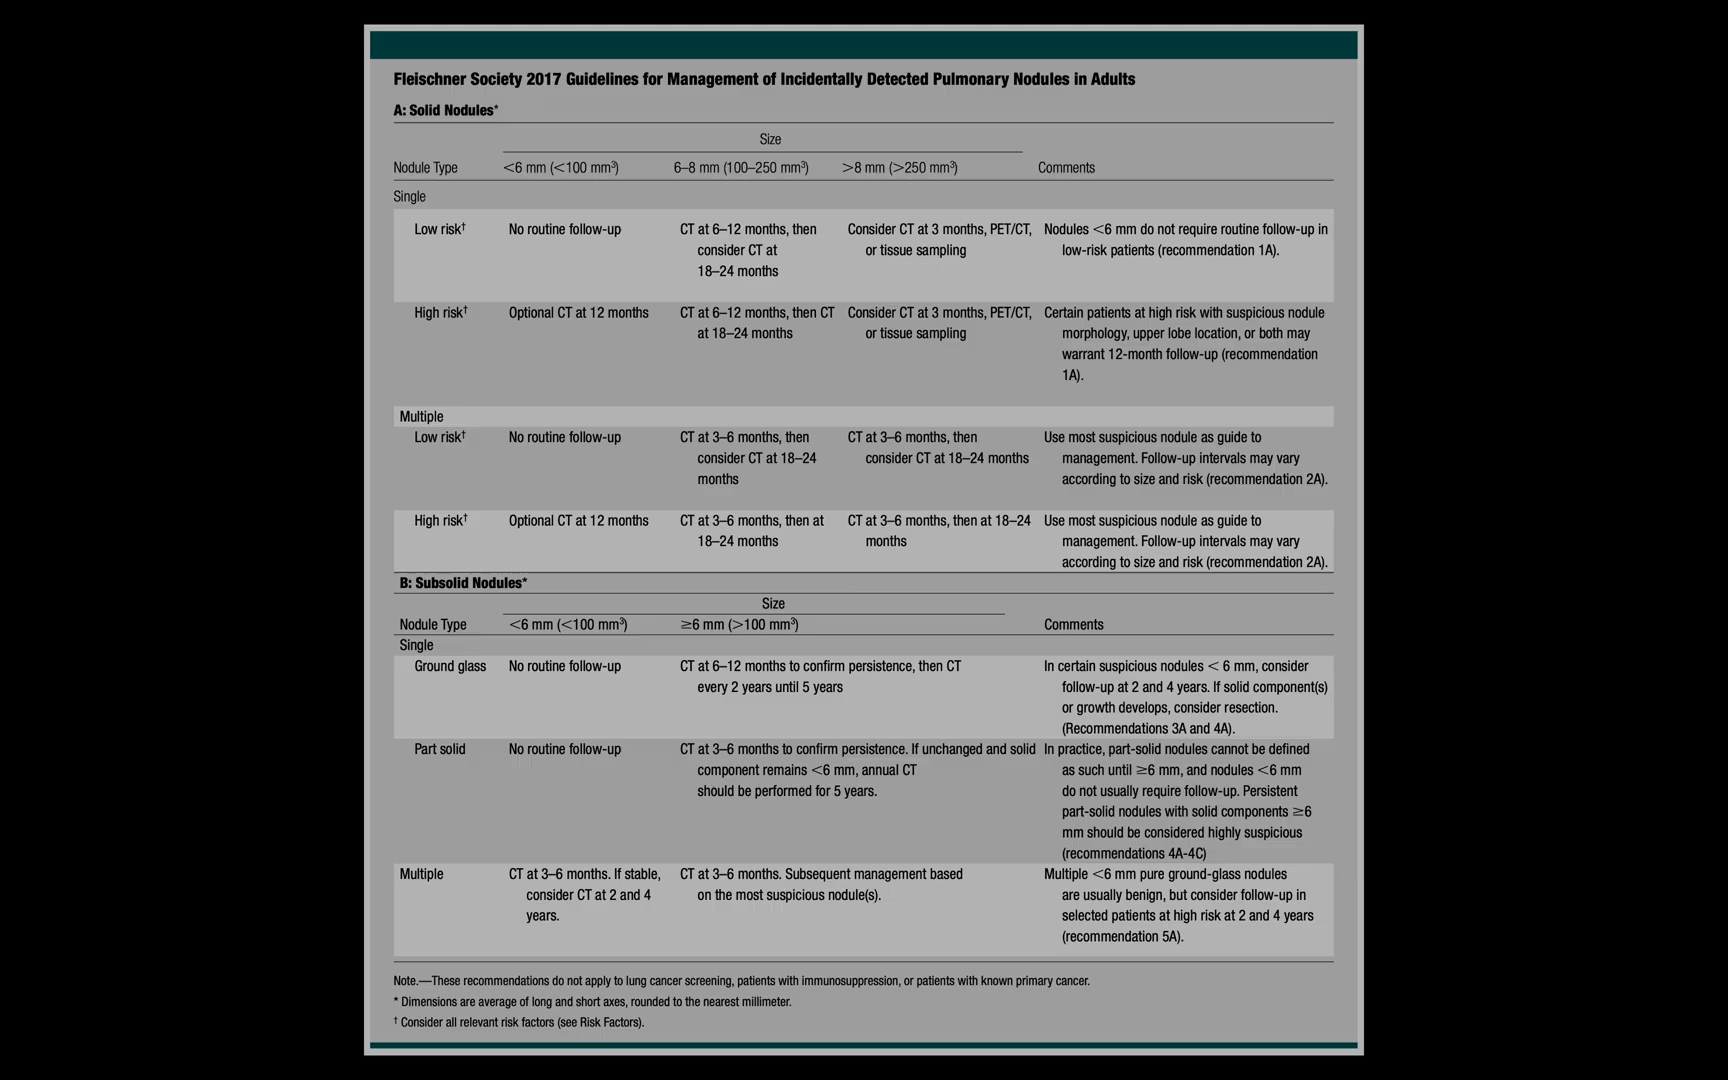 Fleischner Society 2017 Guidelines for Management of Incidentally Detected Pulmonary Nodules in Adults
A: Solid Nodules*
Size
Nodule Type <6 mm (<100 mm³) 6–8 mm (100–250 mm³) >8 mm (>250 mm³) Comments
Single
Low risk† No routine follow-up CT at 6–12 months, then Consider CT at 3 months, PET/CT, Nodules <6 mm do not require routine follow-up in
consider CT at or tissue sampling low-risk patients (recommendation 1A).
18–24 months
High risk† Optional CT at 12 months CT at 6–12 months, then CT Consider CT at 3 months, PET/CT, Certain patients at high risk with suspicious nodule
at 18–24 months or tissue sampling morphology, upper lobe location, or both may
warrant 12-month follow-up (recommendation
1A).
Multiple
Low risk† No routine follow-up CT at 3–6 months, then CT at 3–6 months, then Use most suspicious nodule as guide to
consider CT at 18–24 consider CT at 18–24 months management. Follow-up intervals may vary
months according to size and risk (recommendation 2A).
High risk† Optional CT at 12 months CT at 3–6 months, then at CT at 3–6 months, then at 18–24 Use most suspicious nodule as guide to
18–24 months months management. Follow-up intervals may vary
according to size and risk (recommendation 2A).
B: Subsolid Nodules*
Size
Nodule Type <6 mm (<100 mm³) ≥6 mm (>100 mm³) Comments
Single
Ground glass No routine follow-up CT at 6–12 months to confirm persistence, then CT In certain suspicious nodules < 6 mm, consider
every 2 years until 5 years follow-up at 2 and 4 years. If solid component(s)
or growth develops, consider resection.
(Recommendations 3A and 4A).
Part solid No routine follow-up CT at 3–6 months to confirm persistence. If unchanged and solid In practice, part-solid nodules cannot be defined
component remains <6 mm, annual CT as such until ≥6 mm, and nodules <6 mm
should be performed for 5 years. do not usually require follow-up. Persistent
part-solid nodules with solid components ≥6
mm should be considered highly suspicious
(recommendations 4A-4C)
Multiple CT at 3–6 months. If stable, CT at 3–6 months. Subsequent management based Multiple <6 mm pure ground-glass nodules
consider CT at 2 and 4 on the most suspicious nodule(s). are usually benign, but consider follow-up in
years. selected patients at high risk at 2 and 4 years
(recommendation 5A).
Note.—These recommendations do not apply to lung cancer screening, patients with immunosuppression, or patients with known primary cancer.
* Dimensions are average of long and short axes, rounded to the nearest millimeter.
† Consider all relevant risk factors (see Risk Factors).